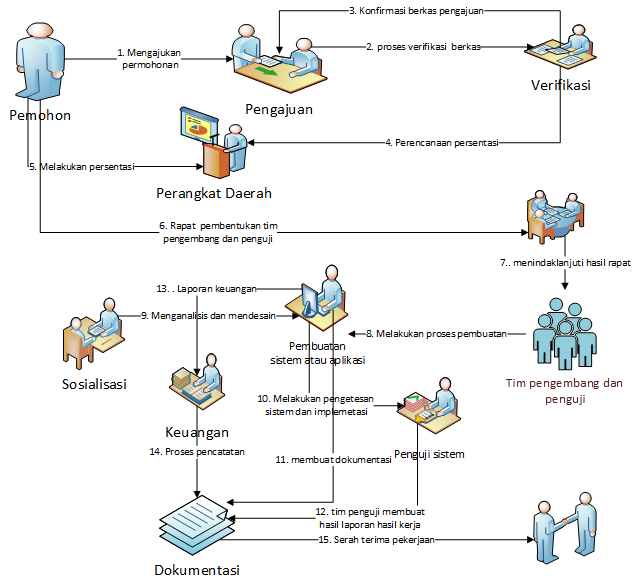 3. Konfirmasi berkas pengajuan
1. Mengajukan
permohonan
2. proses verifikasi berkas
Pemohon
Pengajuan
Verifikasi
4. Perencanaan persentasi
5. Melakukan persentasi
Perangkat Daerah
6. Rapat pembentukan tim
pengembang dan penguji
7.. menindaklanjuti hasil rapat
13. . Laporan keuangan
9. Menganalisis dan mendesain
8. Melakukan proses pembuatan
Pembuatan
sistem atau aplikasi
Sosialisasi
Tim pengembang dan
penguji
10. Melakukan pengetesan
sistem dan implemetasi
Keuangan
14. Proses pencatatan
11. membuat dokumentasi
Penguji sistem
12. tim penguji membuat
hasil laporan hasil kerja
15. Serah terima pekerjaan
Dokumentasi